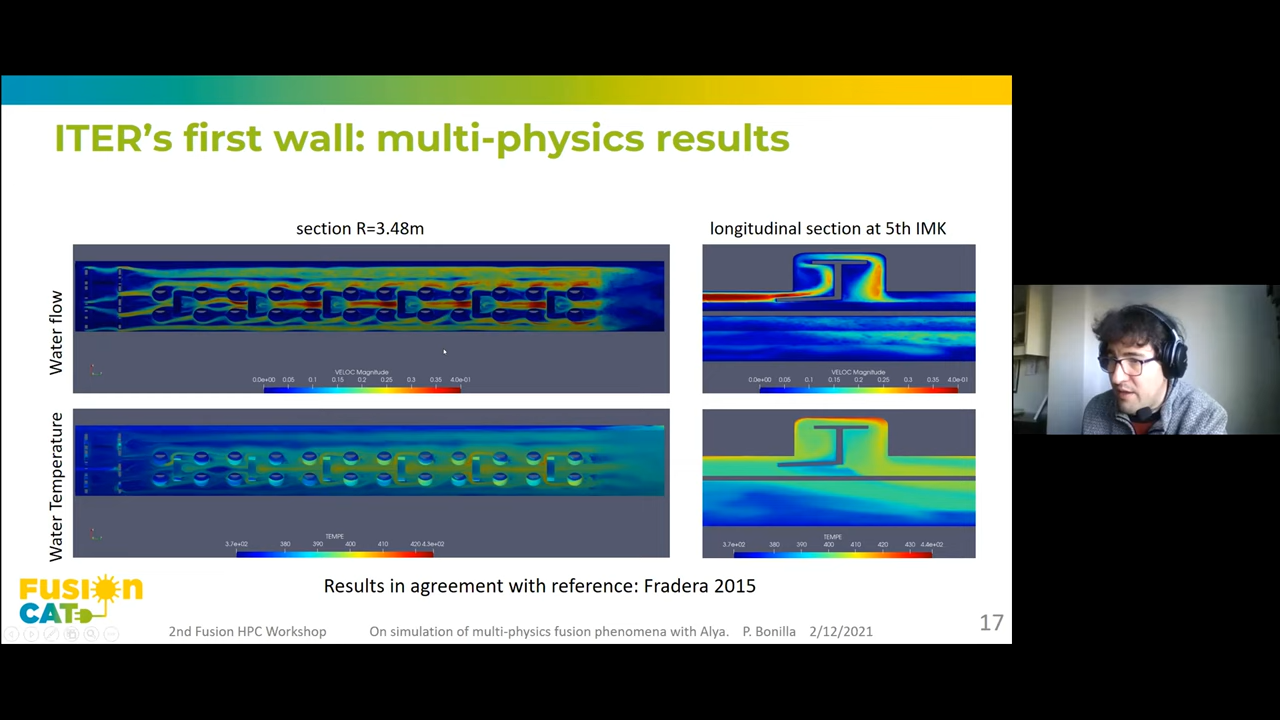 ITER's first wall: multi-physics results
section R=3.48m
longitudinal section at 5th IMK
Water flow
VELOC Magnitude
0.0e+00 0.05 0.1 0.15 0.2 0.25 0.3 0.35 4.0e-01
VELOC Magnitude
0.0e+00 0.05 0.1 0.15 0.2 0.25 0.3 0.35 4.0e-01
Water Temperature
TEMPE
3.7e+02 380 390 400 410 420 4.3e+02
TEMPE
3.7e+02 380 390 400 410 420 430 4.4e+02
Results in agreement with reference: Fradera 2015
FUSION
CAT
2nd Fusion HPC Workshop On simulation of multi-physics fusion phenomena with Alya. P. Bonilla 2/12/2021
17